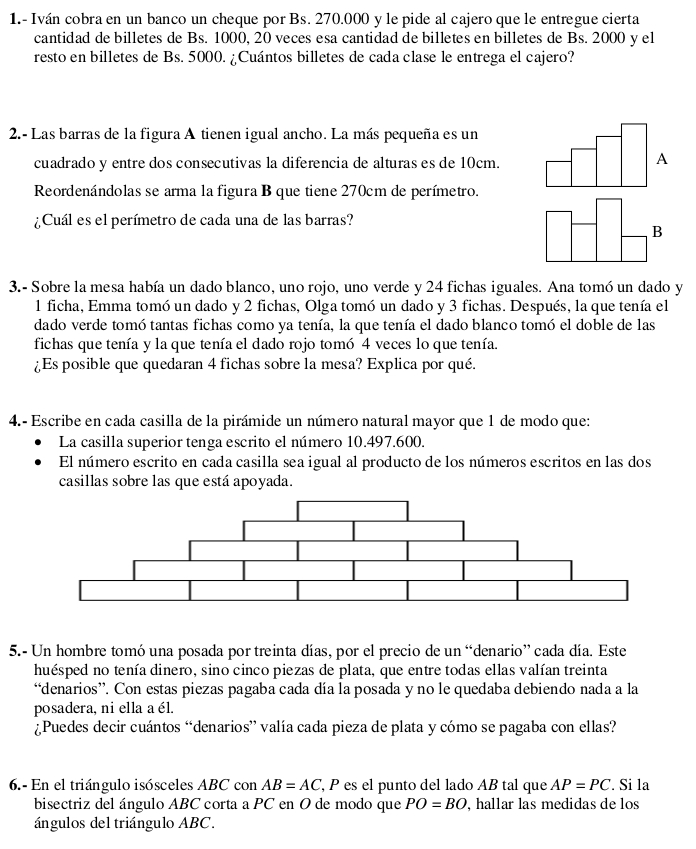 1.- Iván cobra en un banco un cheque por Bs. 270.000 y le pide al cajero que le entregue cierta
cantidad de billetes de Bs. 1000, 20 veces esa cantidad de billetes en billetes de Bs. 2000 y el
resto en billetes de Bs. 5000. ¿Cuántos billetes de cada clase le entrega el cajero?
2.- Las barras de la figura A tienen igual ancho. La más pequeña es un
cuadrado y entre dos consecutivas la diferencia de alturas es de 10cm.
Reordenándolas se arma la figura B que tiene 270cm de perímetro.
¿Cuál es el perímetro de cada una de las barras?
A
B
3.- Sobre la mesa había un dado blanco, uno rojo, uno verde y 24 fichas iguales. Ana tomó un dado y
1 ficha, Emma tomó un dado y 2 fichas, Olga tomó un dado y 3 fichas. Después, la que tenía el
dado verde tomó tantas fichas como ya tenía, la que tenía el dado blanco tomó el doble de las
fichas que tenía y la que tenía el dado rojo tomó 4 veces lo que tenía.
¿Es posible que quedaran 4 fichas sobre la mesa? Explica por qué.
4.- Escribe en cada casilla de la pirámide un número natural mayor que 1 de modo que:
• La casilla superior tenga escrito el número 10.497.600.
• El número escrito en cada casilla sea igual al producto de los números escritos en las dos
casillas sobre las que está apoyada.
5.- Un hombre tomó una posada por treinta días, por el precio de un “denario” cada día. Este
huésped no tenía dinero, sino cinco piezas de plata, que entre todas ellas valían treinta
“denarios”. Con estas piezas pagaba cada día la posada y no le quedaba debiendo nada a la
posadera, ni ella a él.
¿Puedes decir cuántos “denarios” valía cada pieza de plata y cómo se pagaba con ellas?
6.- En el triángulo isósceles ABC con AB = AC, P es el punto del lado AB tal que AP = PC. Si la
bisectriz del ángulo ABC corta a PC en O de modo que PO = BO, hallar las medidas de los
ángulos del triángulo ABC.